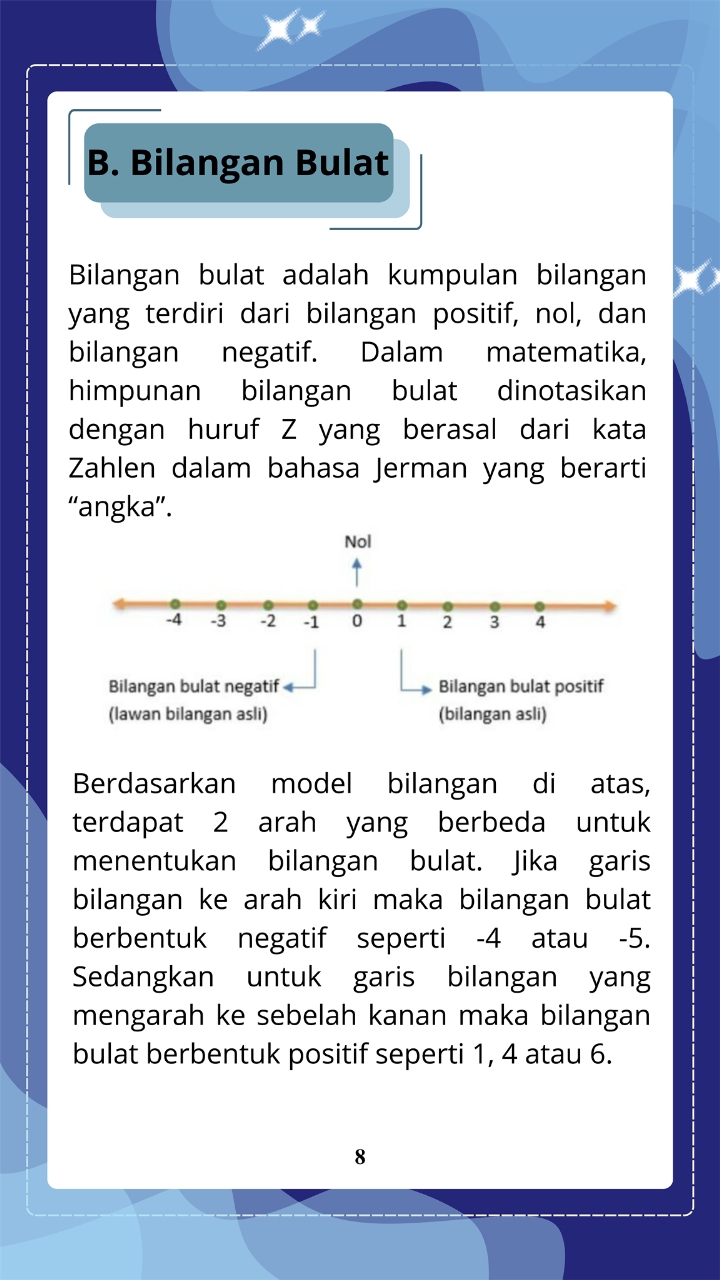 B. Bilangan Bulat
Bilangan bulat adalah kumpulan bilangan
yang terdiri dari bilangan positif, nol, dan
bilangan negatif. Dalam matematika,
himpunan bilangan bulat dinotasikan
dengan huruf Z yang berasal dari kata
Zahlen dalam bahasa Jerman yang berarti
“angka”.
Nol
-4 -3 -2 -1 0 1 2 3 4
Bilangan bulat negatif
(lawan bilangan asli)
Bilangan bulat positif
(bilangan asli)
Berdasarkan model bilangan di atas,
terdapat 2 arah yang berbeda untuk
menentukan bilangan bulat. Jika garis
bilangan ke arah kiri maka bilangan bulat
berbentuk negatif seperti -4 atau -5.
Sedangkan untuk garis bilangan yang
mengarah ke sebelah kanan maka bilangan
bulat berbentuk positif seperti 1, 4 atau 6.
8